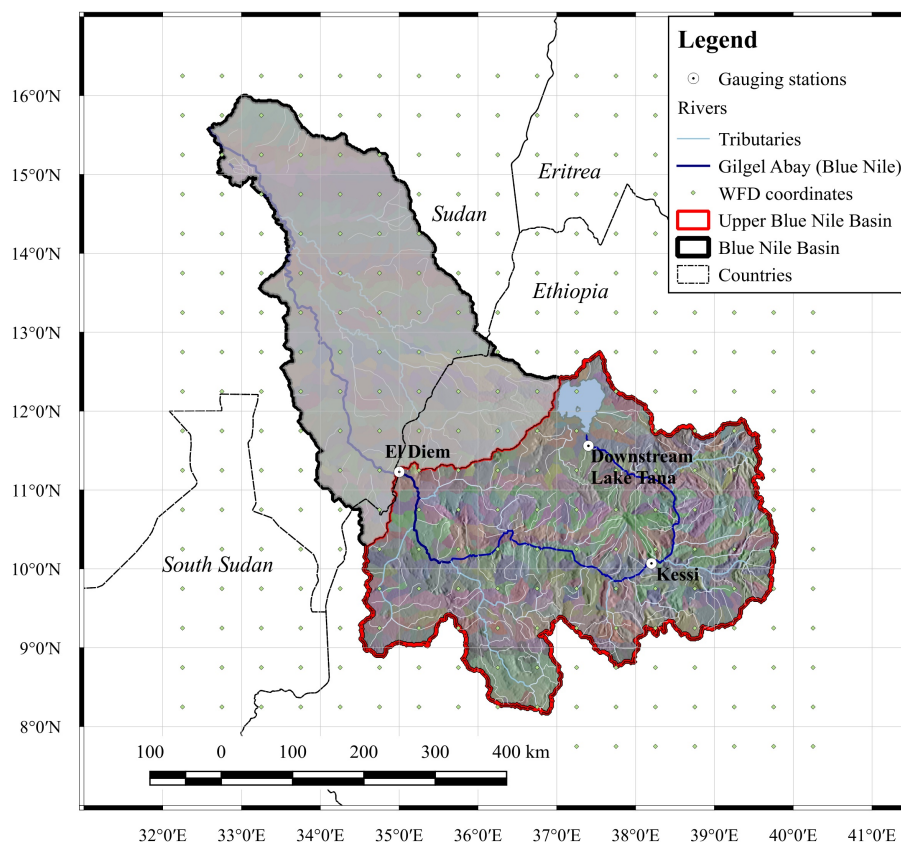 Legend
Gauging stations
Rivers
Tributaries
Gilgel Abay (Blue Nile)
WFD coordinates
Upper Blue Nile Basin
Blue Nile Basin
Countries
16°0'N
15°0'N
14°0'N
13°0'N
12°0'N
11°0'N
10°0'N
9°0'N
8°0'N
Eritrea
Sudan
Ethiopia
El Diem
Downstream
Lake Tana
South Sudan
Kessi
100 0 100 200 300 400 km
32°0'E 33°0'E 34°0'E 35°0'E 36°0'E 37°0'E 38°0'E 39°0'E 40°0'E 41°0'E